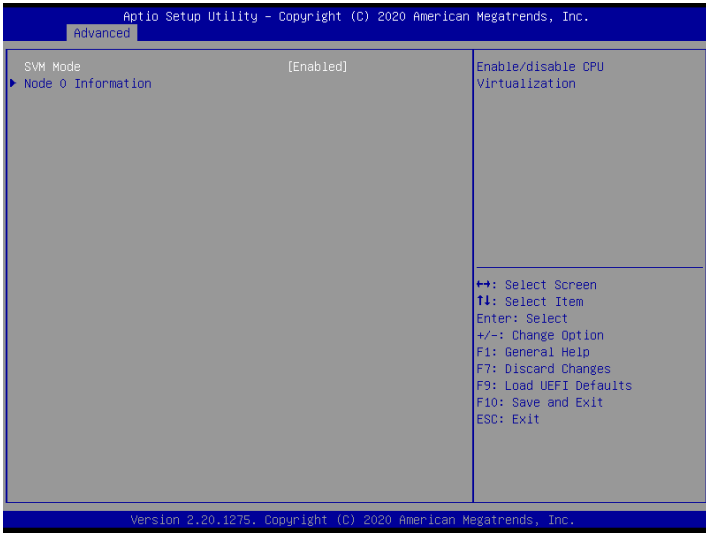 Aptio Setup Utility – Copyright (C) 2020 American Megatrends, Inc.
Advanced
SVM Mode [Enabled]
Node 0 Information
Enable/disable CPU
Virtualization
↔: Select Screen
↑↓: Select Item
Enter: Select
+/-: Change Option
F1: General Help
F7: Discard Changes
F9: Load UEFI Defaults
F10: Save and Exit
ESC: Exit
Version 2.20.1275. Copyright (C) 2020 American Megatrends, Inc.